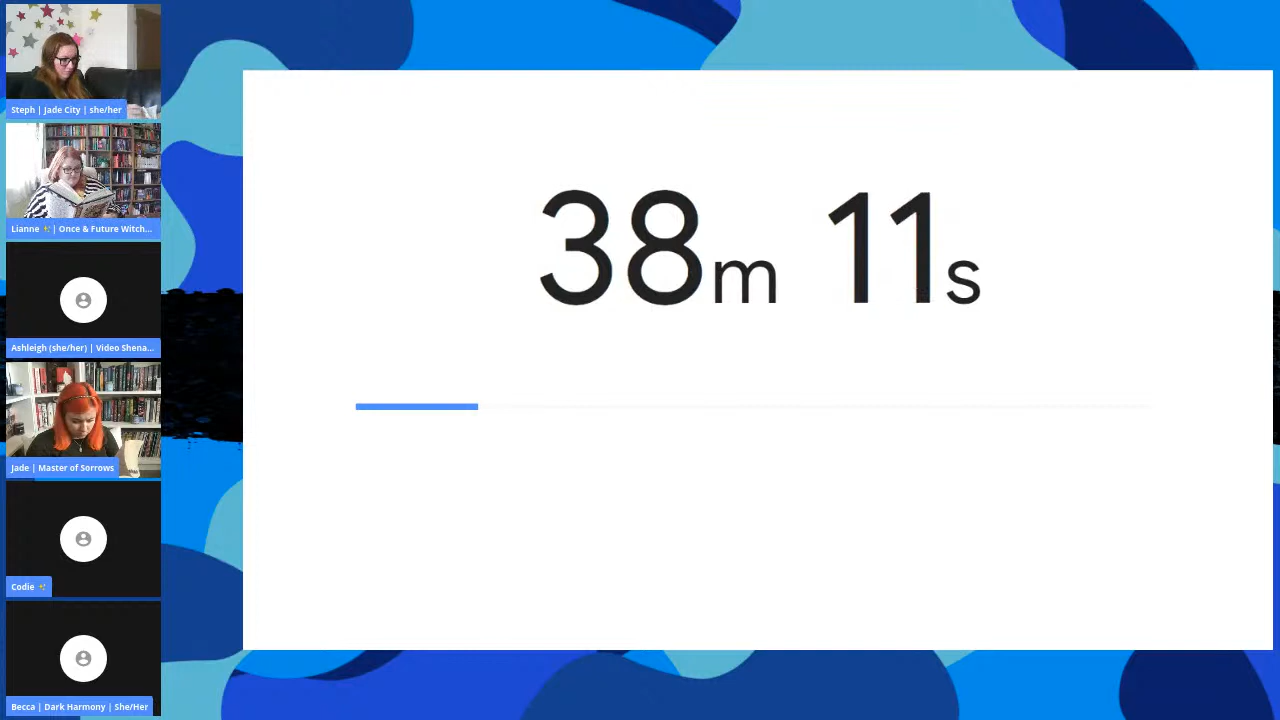 Steph | Jade City | she/her
Lianne ✨ | Once & Future Witch...
Ashleigh (she/her) | Video Shena...
Jade | Master of Sorrows
Codie ✨
Becca | Dark Harmony | She/Her
38m 11s